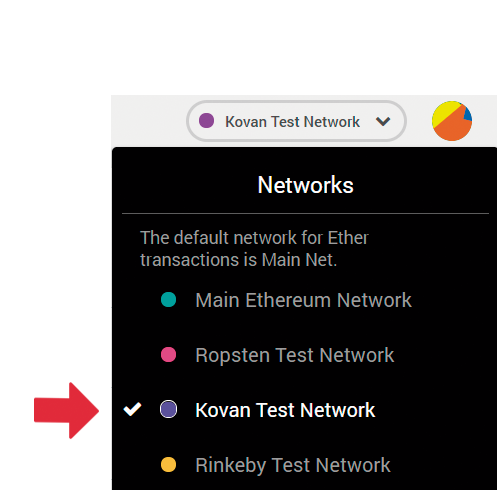 Kovan Test Network
Networks
The default network for Ether
transactions is Main Net.
Main Ethereum Network
Ropsten Test Network
Kovan Test Network
Rinkeby Test Network